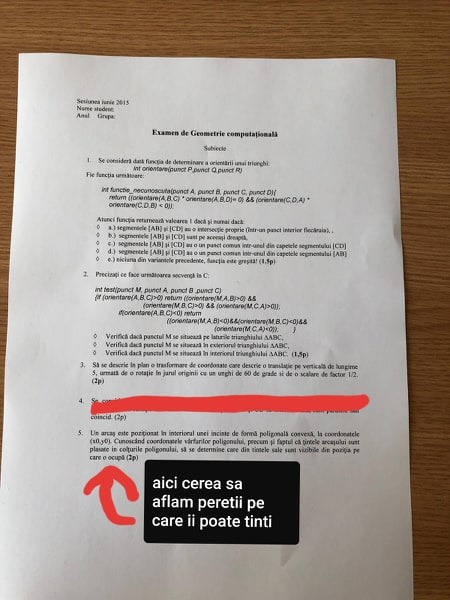 Sesiunea iunie 2015
Nume student:
Anul Grupa:
Examen de Geometrie computațională
Subiecte
1. Se consideră dată funcția de determinare a orientării unui triunghi:
int orientare(punct P,punct Q,punct R)
Fie funcția următoare:
int functie_necunoscuta(punct A, punct B, punct C, punct D){
return ((orientare(A,B,C) * orientare(A,B,D)= 0) && (orientare(C,D,A) *
orientare(C,D,B) < 0));
Atunci funcția returnează valoarea 1 dacă și numai dacă:
◊ a.) segmentele [AB] și [CD] au o intersecție proprie (într-un punct interior fiecăruia), ,
◊ b.) segmentele [AB] și [CD] sunt pe aceeași dreaptă,
◊ c.) segmentele [AB] și [CD] au o un punct comun intr-unul din capetele segmentului [CD]
◊ d.) segmentele [AB] și [CD] au o un punct comun intr-unul din capetele segmentului [AB]
◊ e.) niciuna din variantele precedente, funcția este greșită! (1,5p)
2. Precizați ce face următoarea secvență în C:
int test(punct M, punct A, punct B ,punct C)
{if (orientare(A,B,C)>0) return ((orientare(M,A,B)>0) &&
(orientare(M,B,C)>0) && (orientare(M,C,A)>0));
if(orientare(A,B,C)<0) return
((orientare(M,A,B)<0)&&(orientare(M,B,C)<0)&&
(orientare(M,C,A)<0)); }
◊ Verifică dacă punctul M se situează pe laturile triunghiului ΔABC,
◊ Verifică dacă punctul M se situează în exteriorul triunghiului ΔABC,
◊ Verifică dacă punctul M se situează în interiorul triunghiului ΔABC. (1,5p)
3. Să se descrie în plan o trasformare de coordonate care descrie o translație pe verticală de lungime
5, urmată de o rotație în jurul originii cu un unghi de 60 de grade si de o scalare de factor 1/2.
(2p)
4. Se
coincid. (2p)
5. Un arcaș este poziționat în interiorul unei incinte de formă poligonală convexă, la coordonatele
(x0,y0). Cunoscând coordonatele vârfurilor poligonului, precum și faptul că țintele arcașului sunt
plasate in colțurile poligonului, să se determine care din tintele sale sunt vizibile din poziția pe
care o ocupă (2p)
aici cerea sa
aflam peretii pe
care ii poate tinti